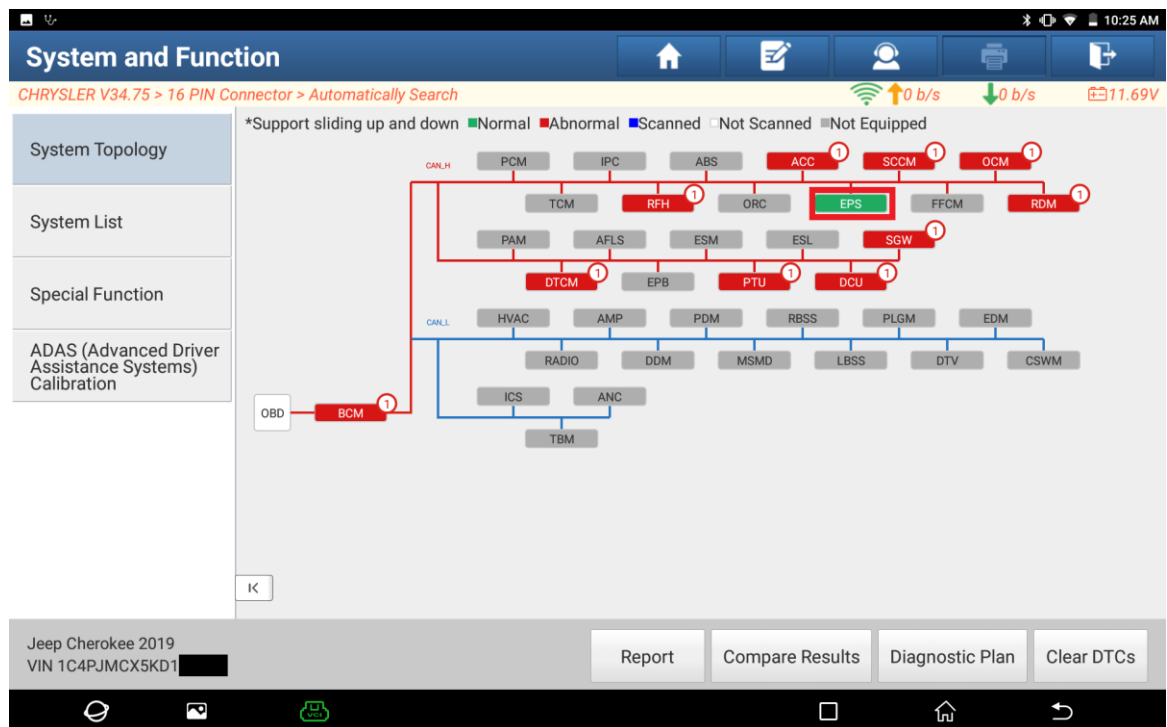 10:25 AM
System and Function
CHRYSLER V34.75 > 16 PIN Connector > Automatically Search
0 b/s
0 b/s
11.69V
System Topology
System List
Special Function
ADAS (Advanced Driver
Assistance Systems)
Calibration
*Support sliding up and down Normal Abnormal Scanned Not Scanned Not Equipped
CAN_H
PCM IPC ABS ACC 1 SCCM 1 OCM 1
TCM RFH 1 ORC EPS FFCM RDM 1
PAM AFLS ESM ESL SGW 1
DTCM 1 EPB PTU 1 DCU 1
CAN_L
HVAC AMP PDM RBSS PLGM EDM
RADIO DDM MSMD LBSS DTV CSWM
ICS ANC
OBD BCM 1
TBM
Jeep Cherokee 2019
VIN 1C4PJMCX5KD1
Report Compare Results Diagnostic Plan Clear DTCs
VCI